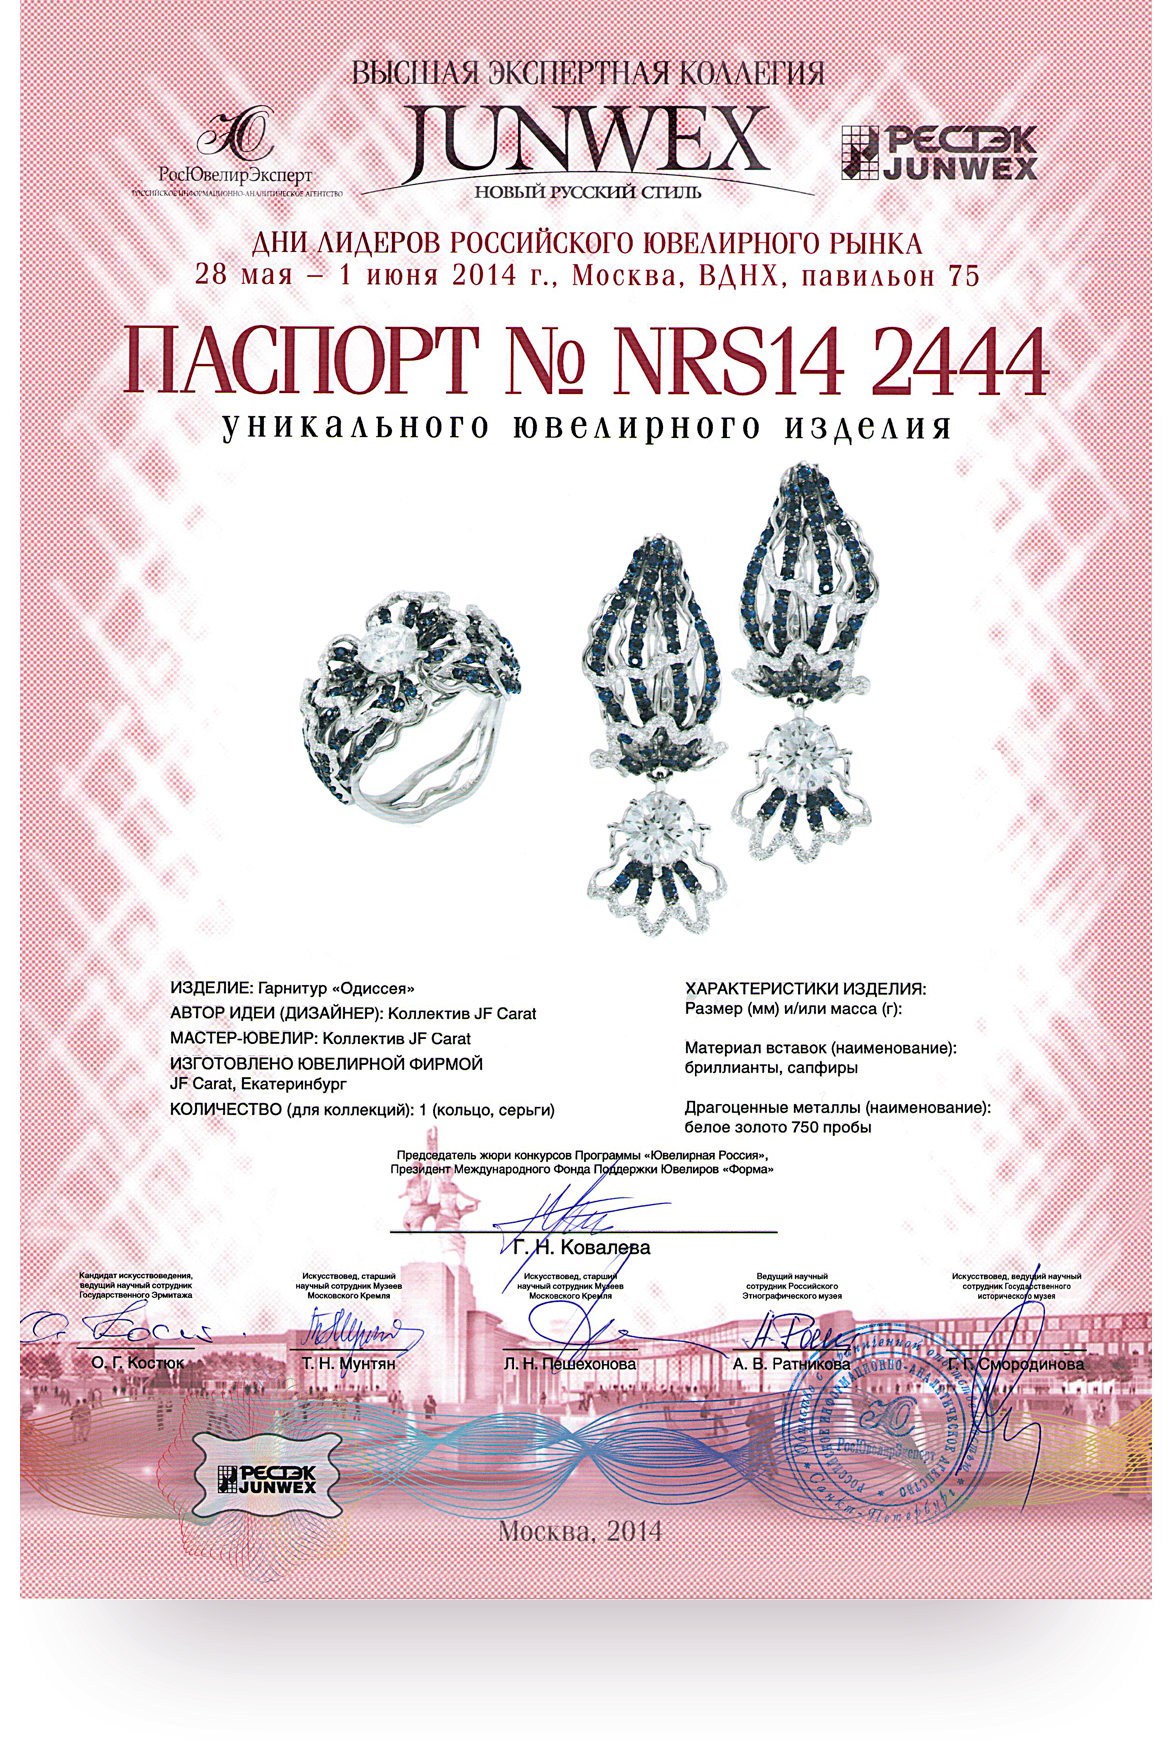 ВЫСШАЯ ЭКСПЕРТНАЯ КОЛЛЕГИЯ
JUNWEX
НОВЫЙ РУССКИЙ СТИЛЬ
РосЮвелирЭксперт
РОССИЙСКОЕ ИНФОРМАЦИОННО-АНАЛИТИЧЕСКОЕ АГЕНТСТВО
РЕСТЭК
JUNWEX
ДНИ ЛИДЕРОВ РОССИЙСКОГО ЮВЕЛИРНОГО РЫНКА
28 мая – 1 июня 2014 г., Москва, ВДНХ, павильон 75
ПАСПОРТ № NRS14 2444
уникального ювелирного изделия
ИЗДЕЛИЕ: Гарнитур «Одиссея»
АВТОР ИДЕИ (ДИЗАЙНЕР): Коллектив JF Carat
МАСТЕР-ЮВЕЛИР: Коллектив JF Carat
ИЗГОТОВЛЕНО ЮВЕЛИРНОЙ ФИРМОЙ
JF Carat, Екатеринбург
КОЛИЧЕСТВО (для коллекций): 1 (кольцо, серьги)
ХАРАКТЕРИСТИКИ ИЗДЕЛИЯ:
Размер (мм) и/или масса (г):
Материал вставок (наименование):
бриллианты, сапфиры
Драгоценные металлы (наименование):
белое золото 750 пробы
Председатель жюри конкурсов Программы «Ювелирная Россия»,
Президент Международного Фонда Поддержки Ювелиров «Форма»
Г. Н. Ковалева
Кандидат искусствоведения,
ведущий научный сотрудник
Государственного Эрмитажа
О. Г. Костюк
Искусствовед, старший
научный сотрудник Музеев
Московского Кремля
Т. Н. Мунтян
Искусствовед, старший
научный сотрудник Музеев
Московского Кремля
Л. Н. Пешехонова
Ведущий научный
сотрудник Российского
Этнографического музея
А. В. Ратникова
Искусствовед, ведущий научный
сотрудник Государственного
исторического музея
Г. Г. Смородинова
РОССИЙСКОЕ ИНФОРМАЦИОННО-АНАЛИТИЧЕСКОЕ АГЕНТСТВО
РосЮвелирЭксперт
Санкт-Петербург
РЕСТЭК
JUNWEX
Москва, 2014